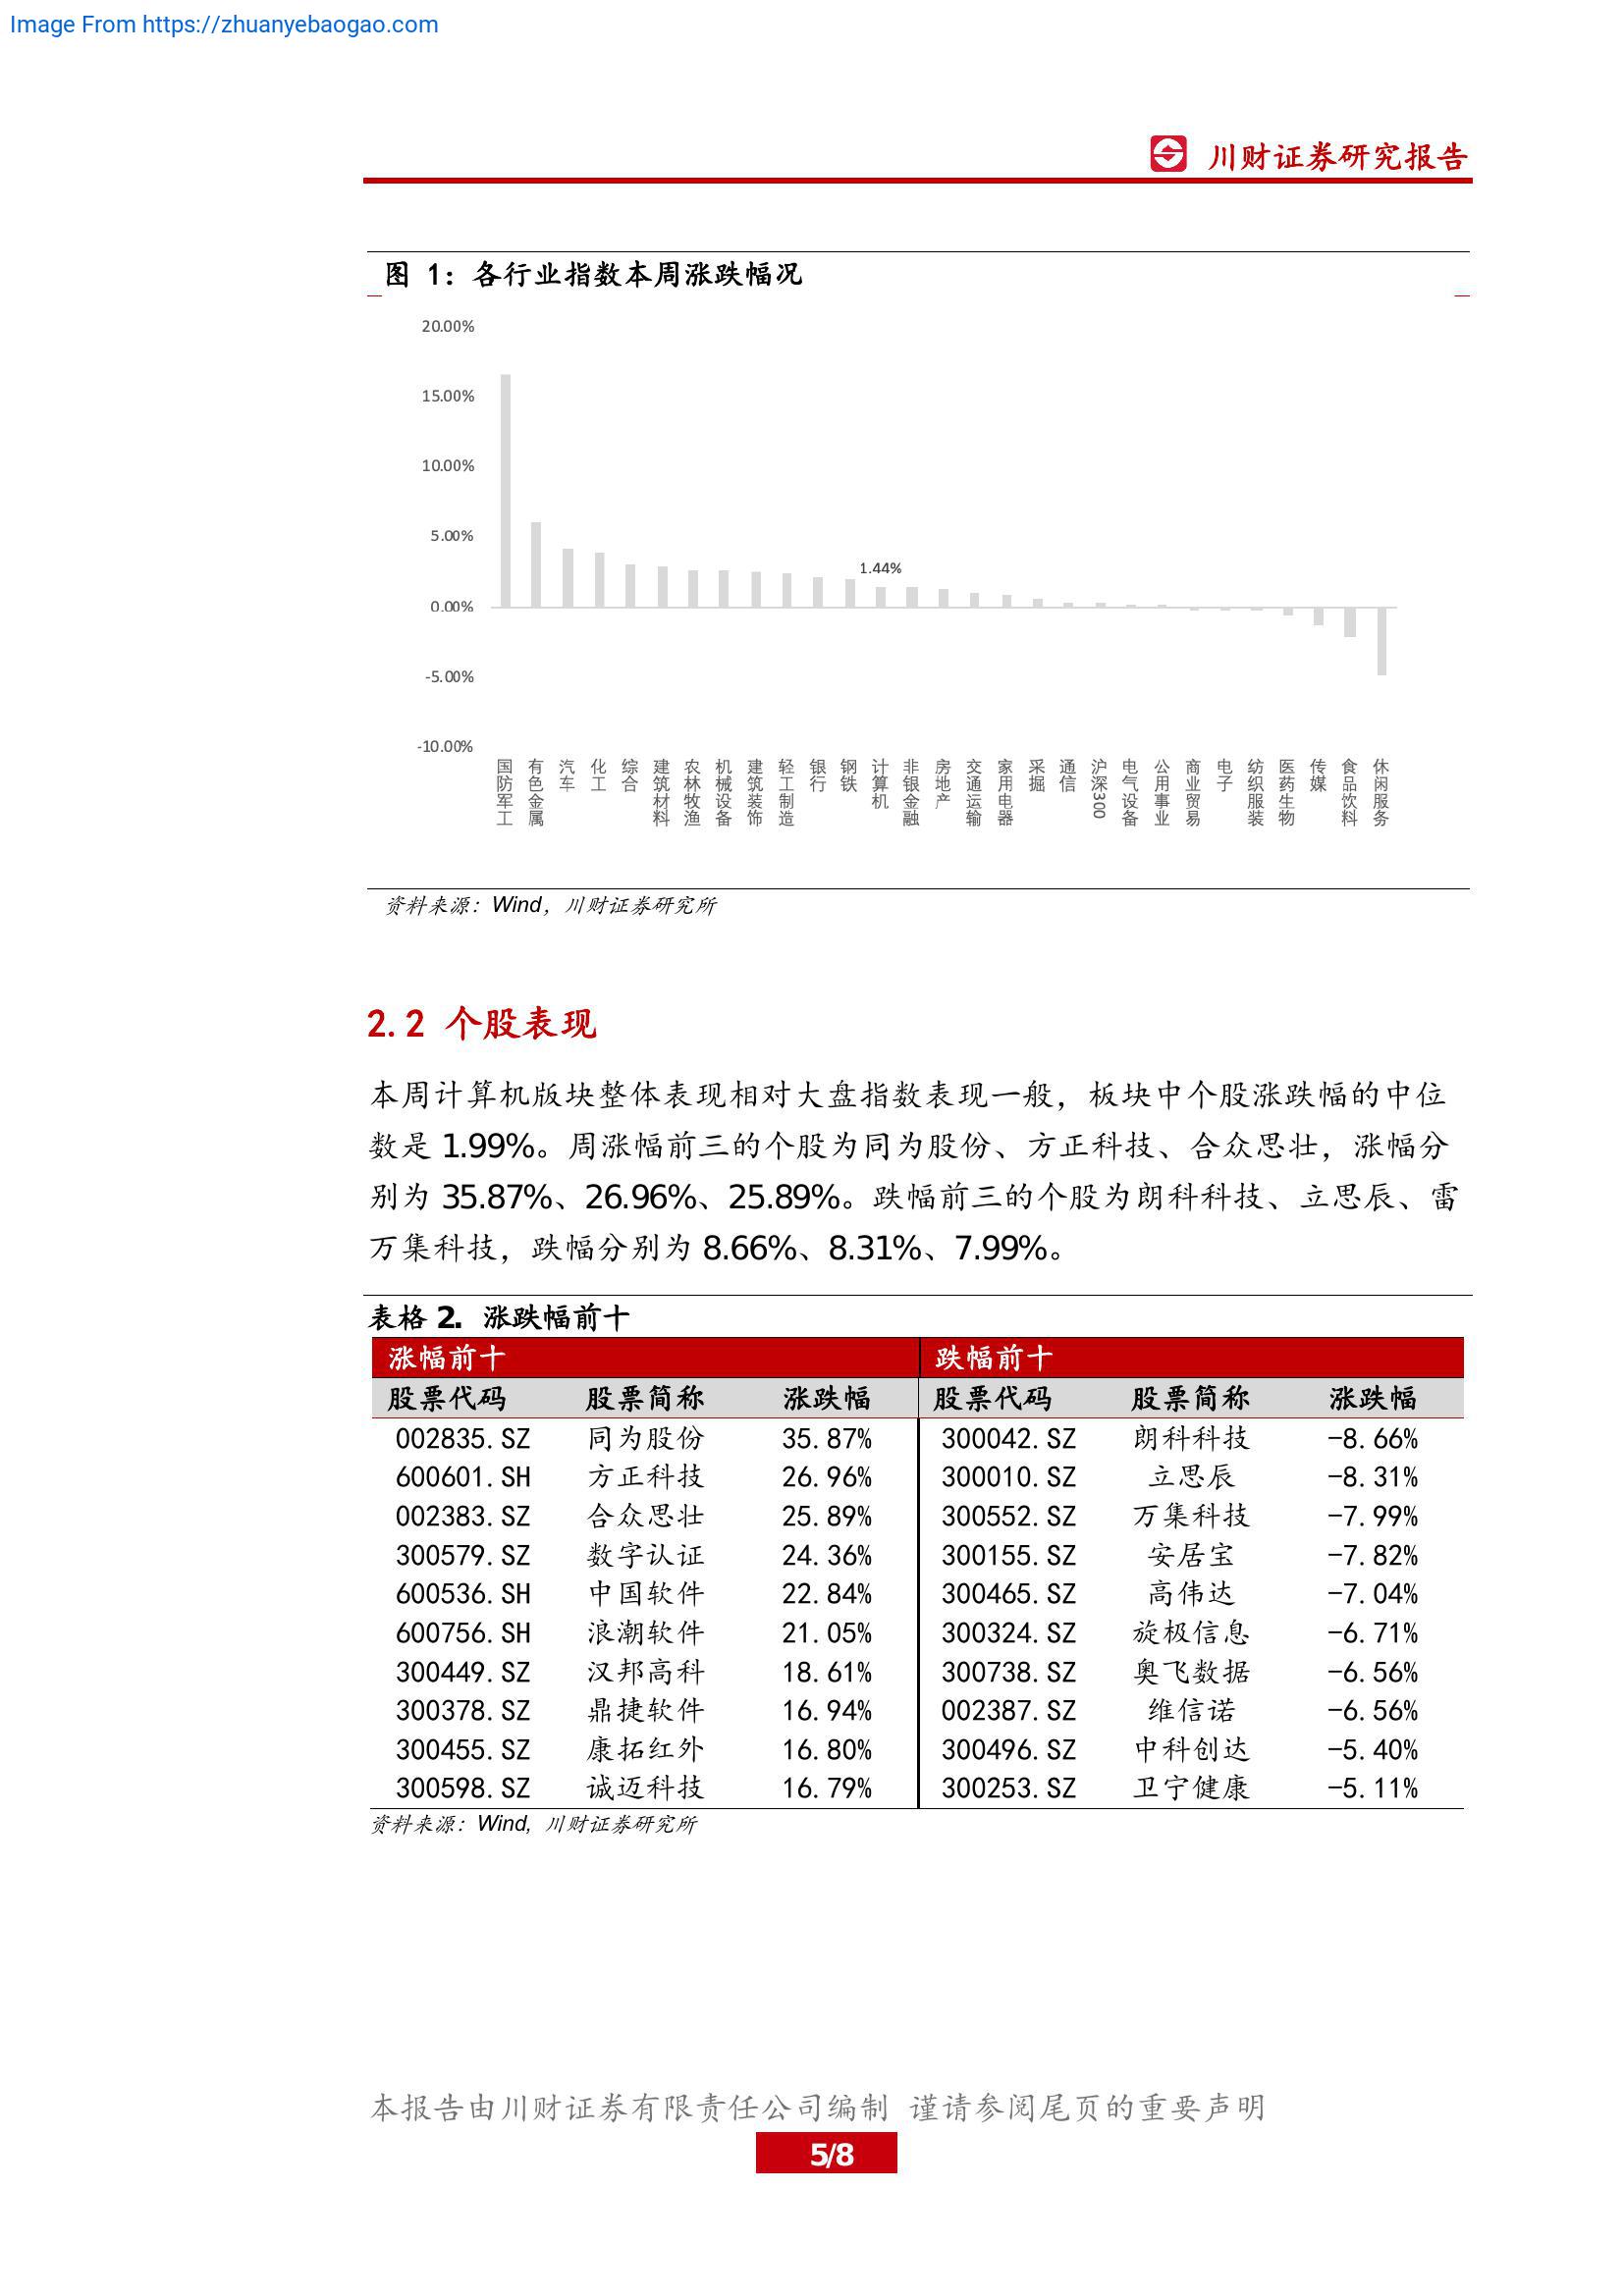 Image From https://zhuanyebaogao.com
川财证券研究报告
图 1：各行业指数本周涨跌幅况
20.00%
15.00%
10.00%
5.00%
0.00%
-5.00%
-10.00%
1.44%
国防军工 有色金属 汽车 化工 综合 建筑材料 农林牧渔 机械设备 建筑装饰 轻工制造 银行 钢铁 计算机 非银金融 房地产 交通运输 家用电器 采掘 通信 沪深300 电气设备 公用事业 商业贸易 电子 纺织服装 医药生物 传媒 食品饮料 休闲服务
资料来源：Wind，川财证券研究所
2.2 个股表现
本周计算机版块整体表现相对大盘指数表现一般，板块中个股涨跌幅的中位
数是 1.99%。周涨幅前三的个股为同为股份、方正科技、合众思壮，涨幅分
别为 35.87%、26.96%、25.89%。跌幅前三的个股为朗科科技、立思辰、雷
万集科技，跌幅分别为 8.66%、8.31%、7.99%。
表格 2. 涨跌幅前十
涨幅前十 跌幅前十
股票代码 股票简称 涨跌幅 股票代码 股票简称 涨跌幅
002835.SZ 同为股份 35.87% 300042.SZ 朗科科技 -8.66%
600601.SH 方正科技 26.96% 300010.SZ 立思辰 -8.31%
002383.SZ 合众思壮 25.89% 300552.SZ 万集科技 -7.99%
300579.SZ 数字认证 24.36% 300155.SZ 安居宝 -7.82%
600536.SH 中国软件 22.84% 300465.SZ 高伟达 -7.04%
600756.SH 浪潮软件 21.05% 300324.SZ 旋极信息 -6.71%
300449.SZ 汉邦高科 18.61% 300738.SZ 奥飞数据 -6.56%
300378.SZ 鼎捷软件 16.94% 002387.SZ 维信诺 -6.56%
300455.SZ 康拓红外 16.80% 300496.SZ 中科创达 -5.40%
300598.SZ 诚迈科技 16.79% 300253.SZ 卫宁健康 -5.11%
资料来源：Wind, 川财证券研究所
本报告由川财证券有限责任公司编制 谨请参阅尾页的重要声明
5/8